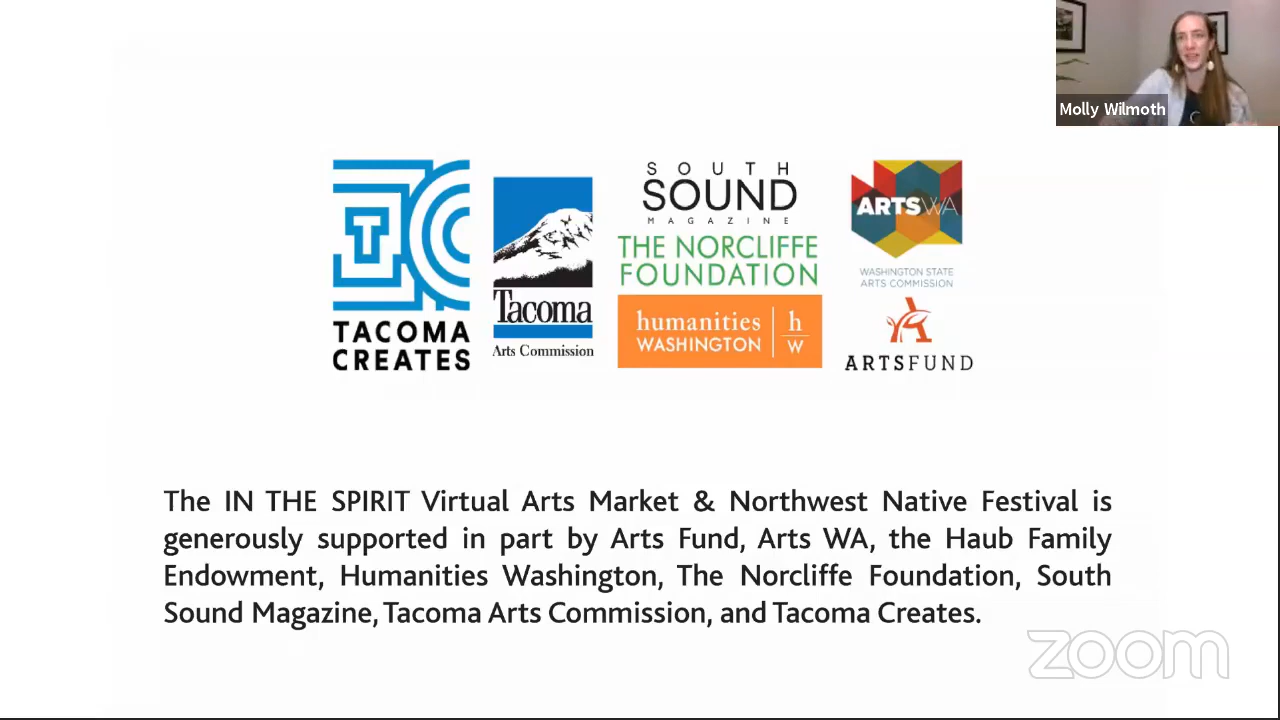 Molly Wilmoth
T
TACOMA
CREATES
Tacoma
Arts Commission
SOUTH
SOUND
MAGAZINE
THE NORCLIFFE
FOUNDATION
humanities
WASHINGTON
h
W
ARTSWA
WASHINGTON STATE
ARTS COMMISSION
ARTSFUND
The IN THE SPIRIT Virtual Arts Market & Northwest Native Festival is
generously supported in part by Arts Fund, Arts WA, the Haub Family
Endowment, Humanities Washington, The Norcliffe Foundation, South
Sound Magazine, Tacoma Arts Commission, and Tacoma Creates.
zoom